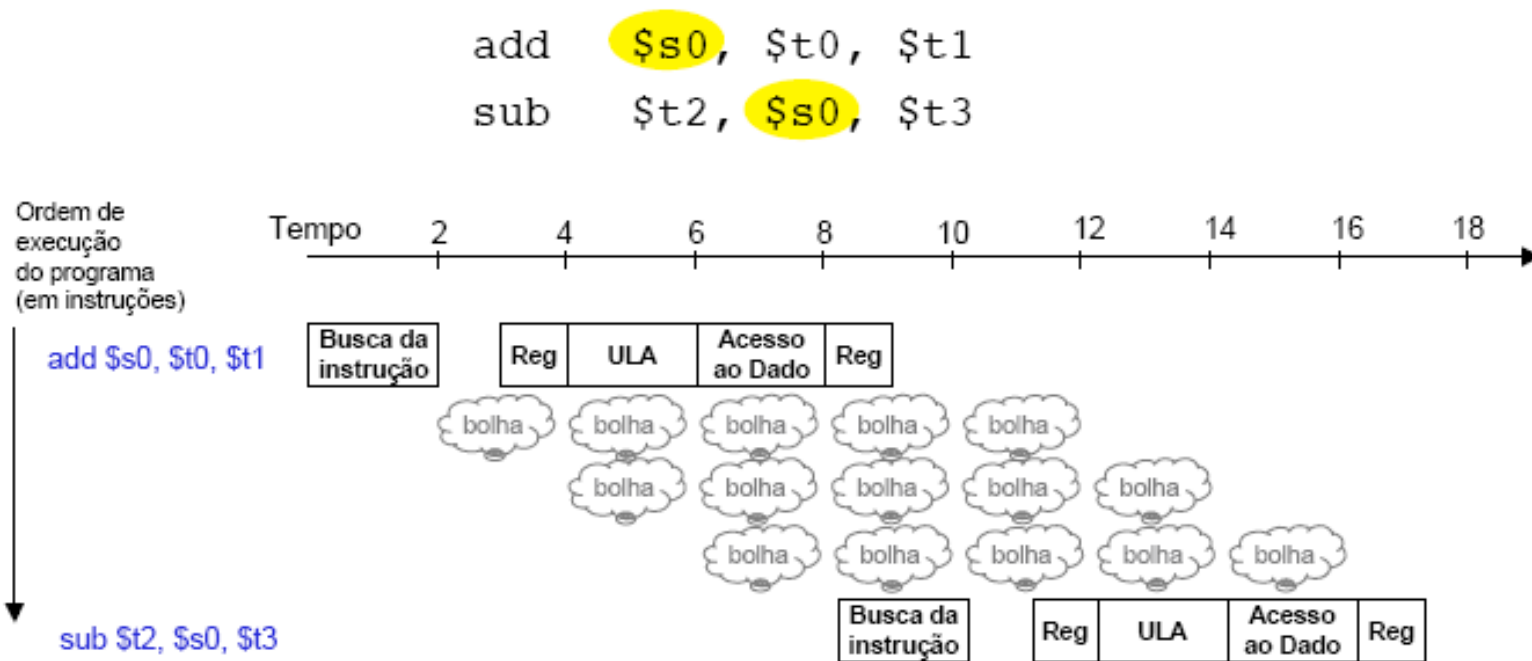 add $s0, $t0, $t1
sub $t2, $s0, $t3
Ordem de
execução
do programa
(em instruções)
Tempo 2 4 6 8 10 12 14 16 18
add $s0, $t0, $t1
Busca da
instrução
Reg
ULA
Acesso
ao Dado
Reg
bolha bolha bolha bolha bolha
bolha bolha bolha bolha bolha
bolha bolha bolha bolha bolha
sub $t2, $s0, $t3
Busca da
instrução
Reg
ULA
Acesso
ao Dado
Reg